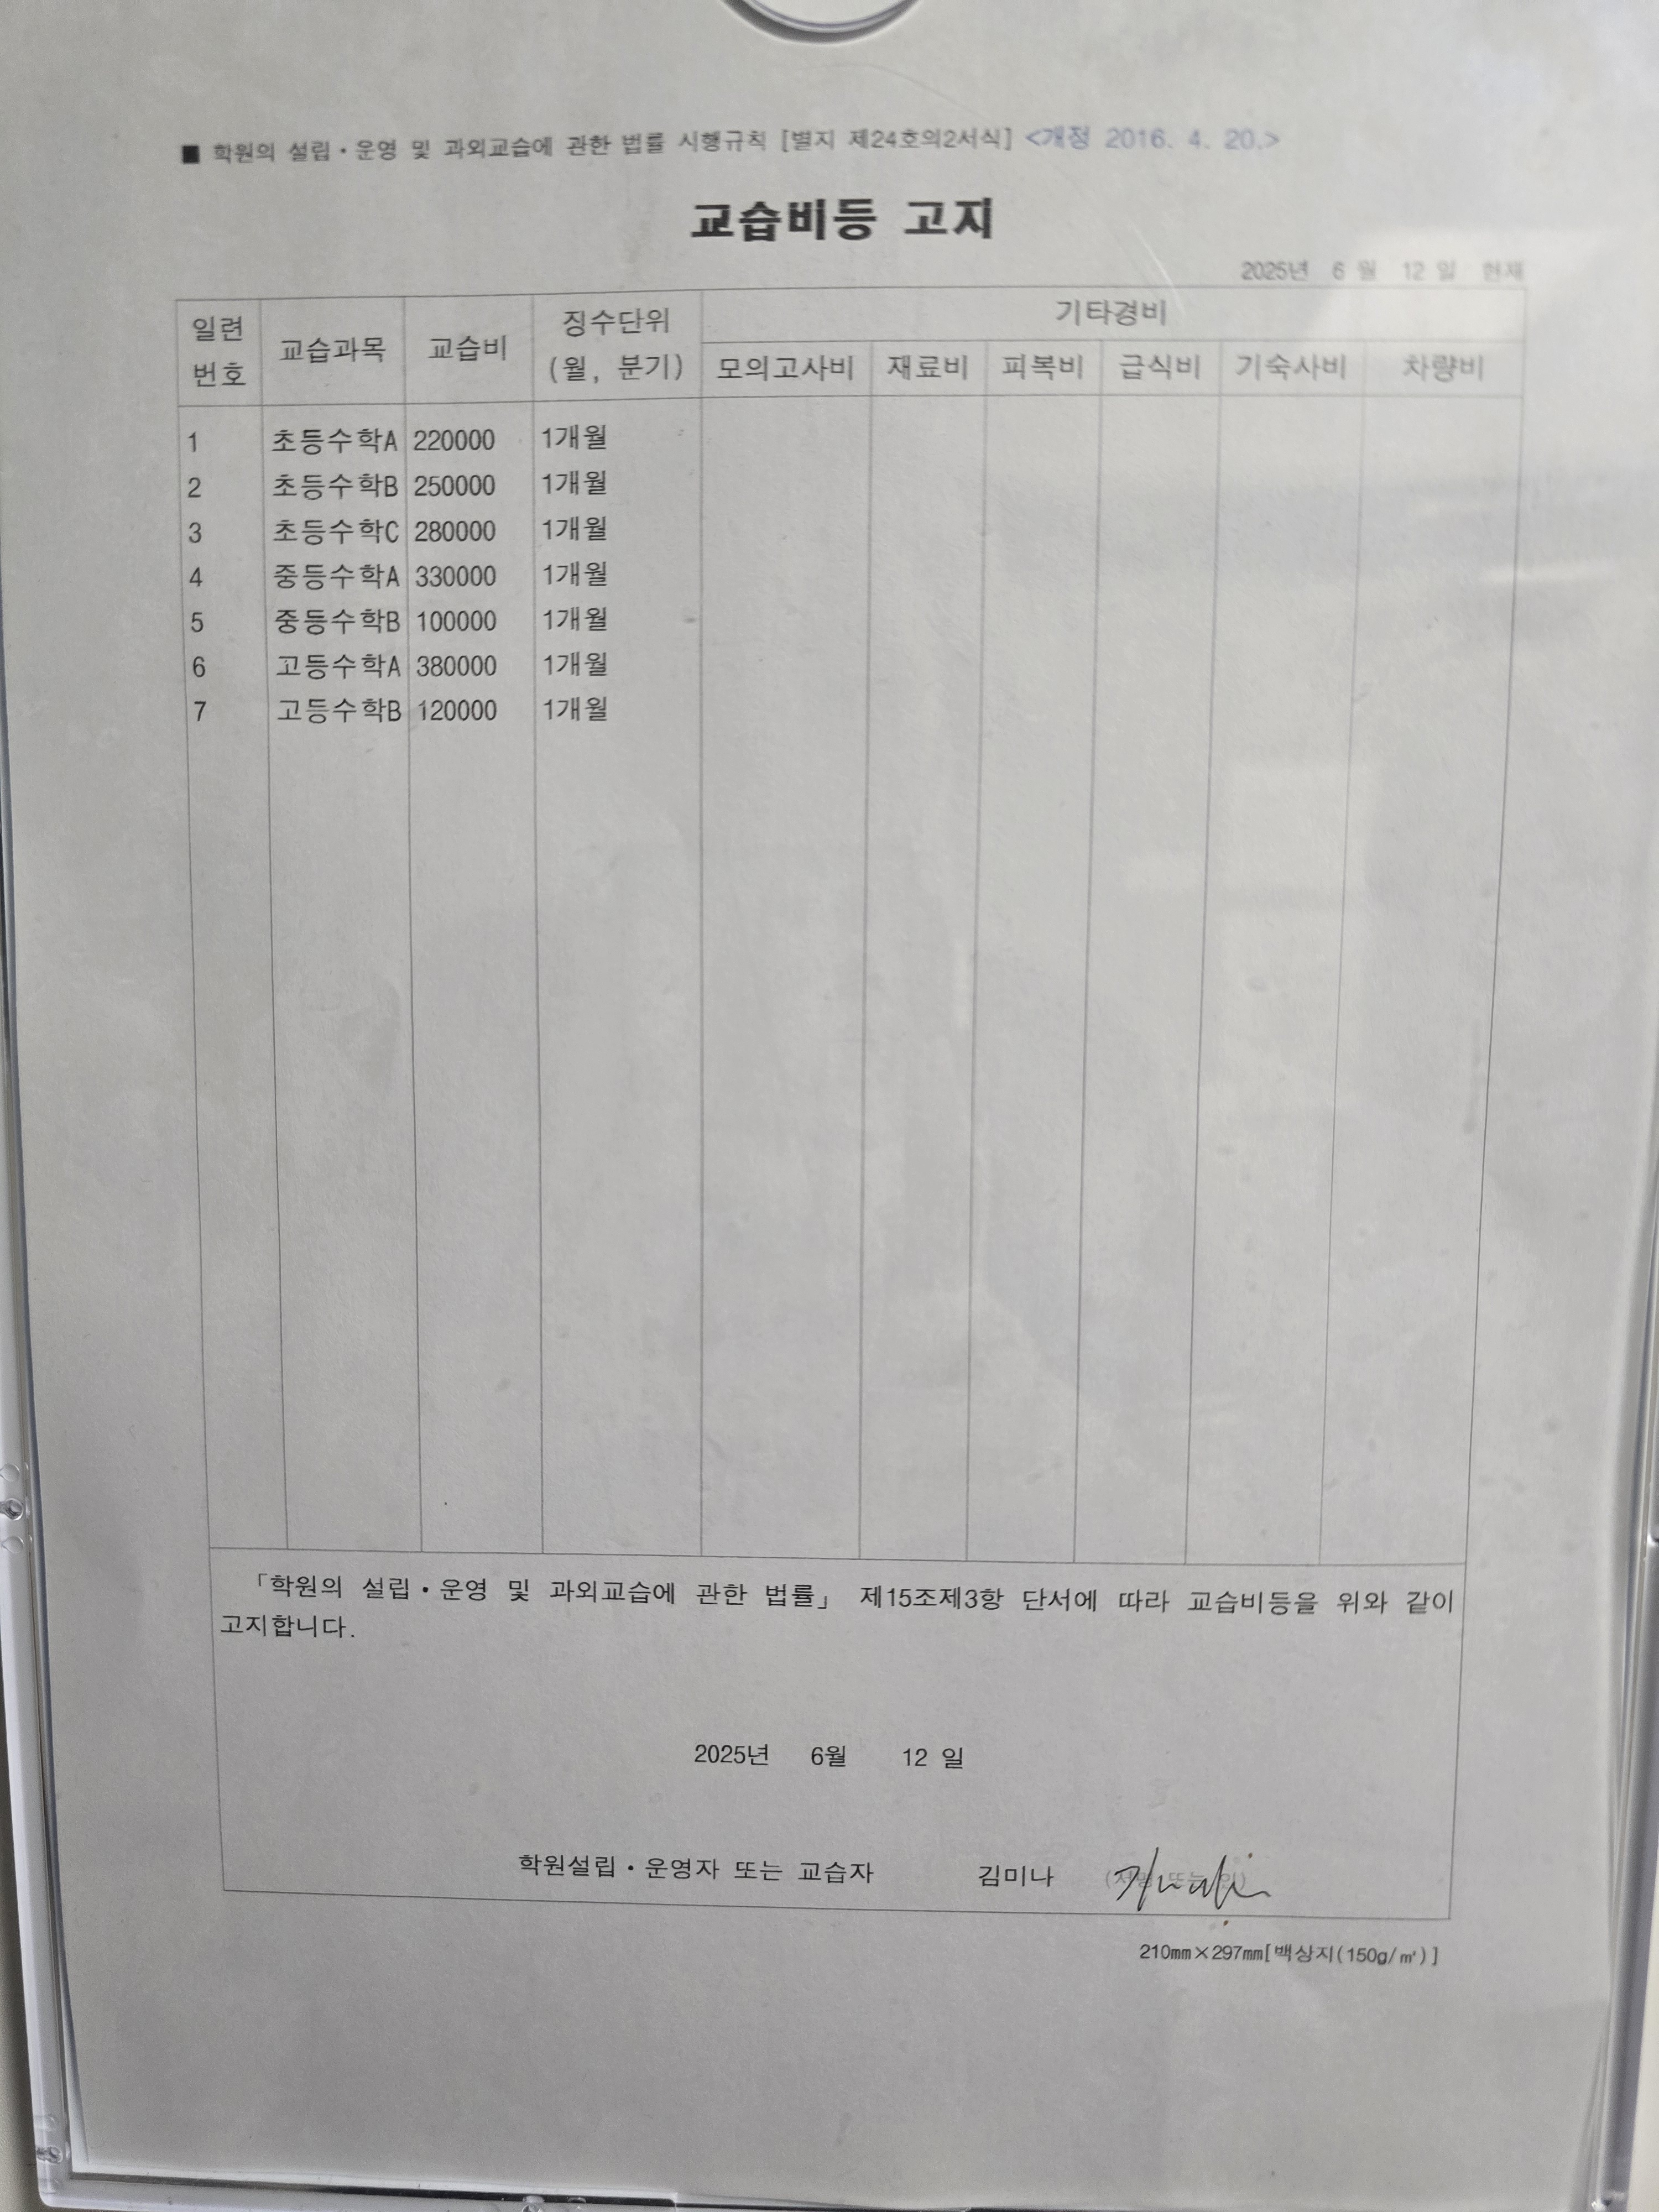 ■ 학원의 설립·운영 및 과외교습에 관한 법률 시행규칙 [별지 제24호의2서식] <개정 2016. 4. 20.>
교습비등 고지
2025년 6 월 12 일 현재
일련번호 교습과목 교습비 징수단위 (월, 분기) 기타경비
모의고사비 재료비 피복비 급식비 기숙사비 차량비
1 초등수학A 220000 1개월
2 초등수학B 250000 1개월
3 초등수학C 280000 1개월
4 중등수학A 330000 1개월
5 중등수학B 100000 1개월
6 고등수학A 380000 1개월
7 고등수학B 120000 1개월
「학원의 설립·운영 및 과외교습에 관한 법률」 제15조제3항 단서에 따라 교습비등을 위와 같이
고지합니다.
2025년 6월 12 일
학원설립·운영자 또는 교습자 김미나 (서명 또는 인)
210㎜×297㎜[백상지(150g/㎡)]